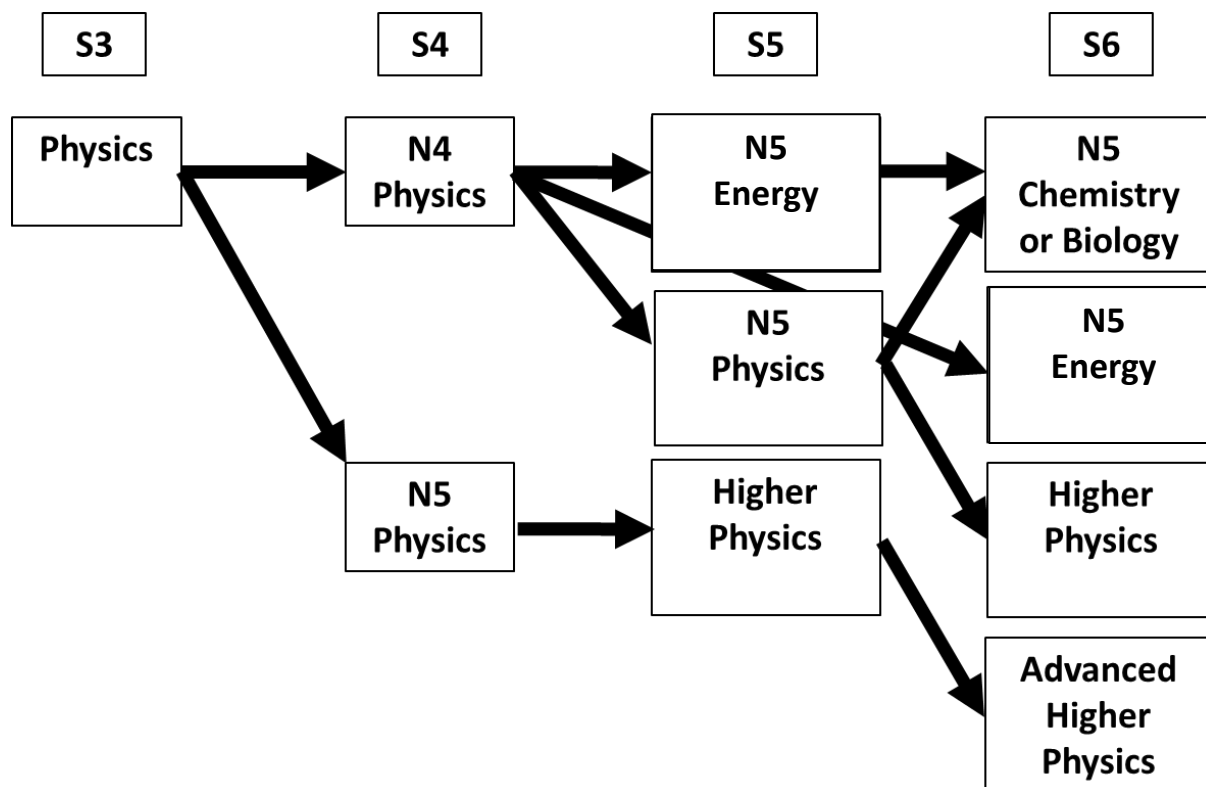 S3
S4
S5
S6
Physics
N4
Physics
N5
Energy
N5
Chemistry
or Biology
N5
Physics
N5
Energy
N5
Physics
Higher
Physics
Higher
Physics
Advanced
Higher
Physics